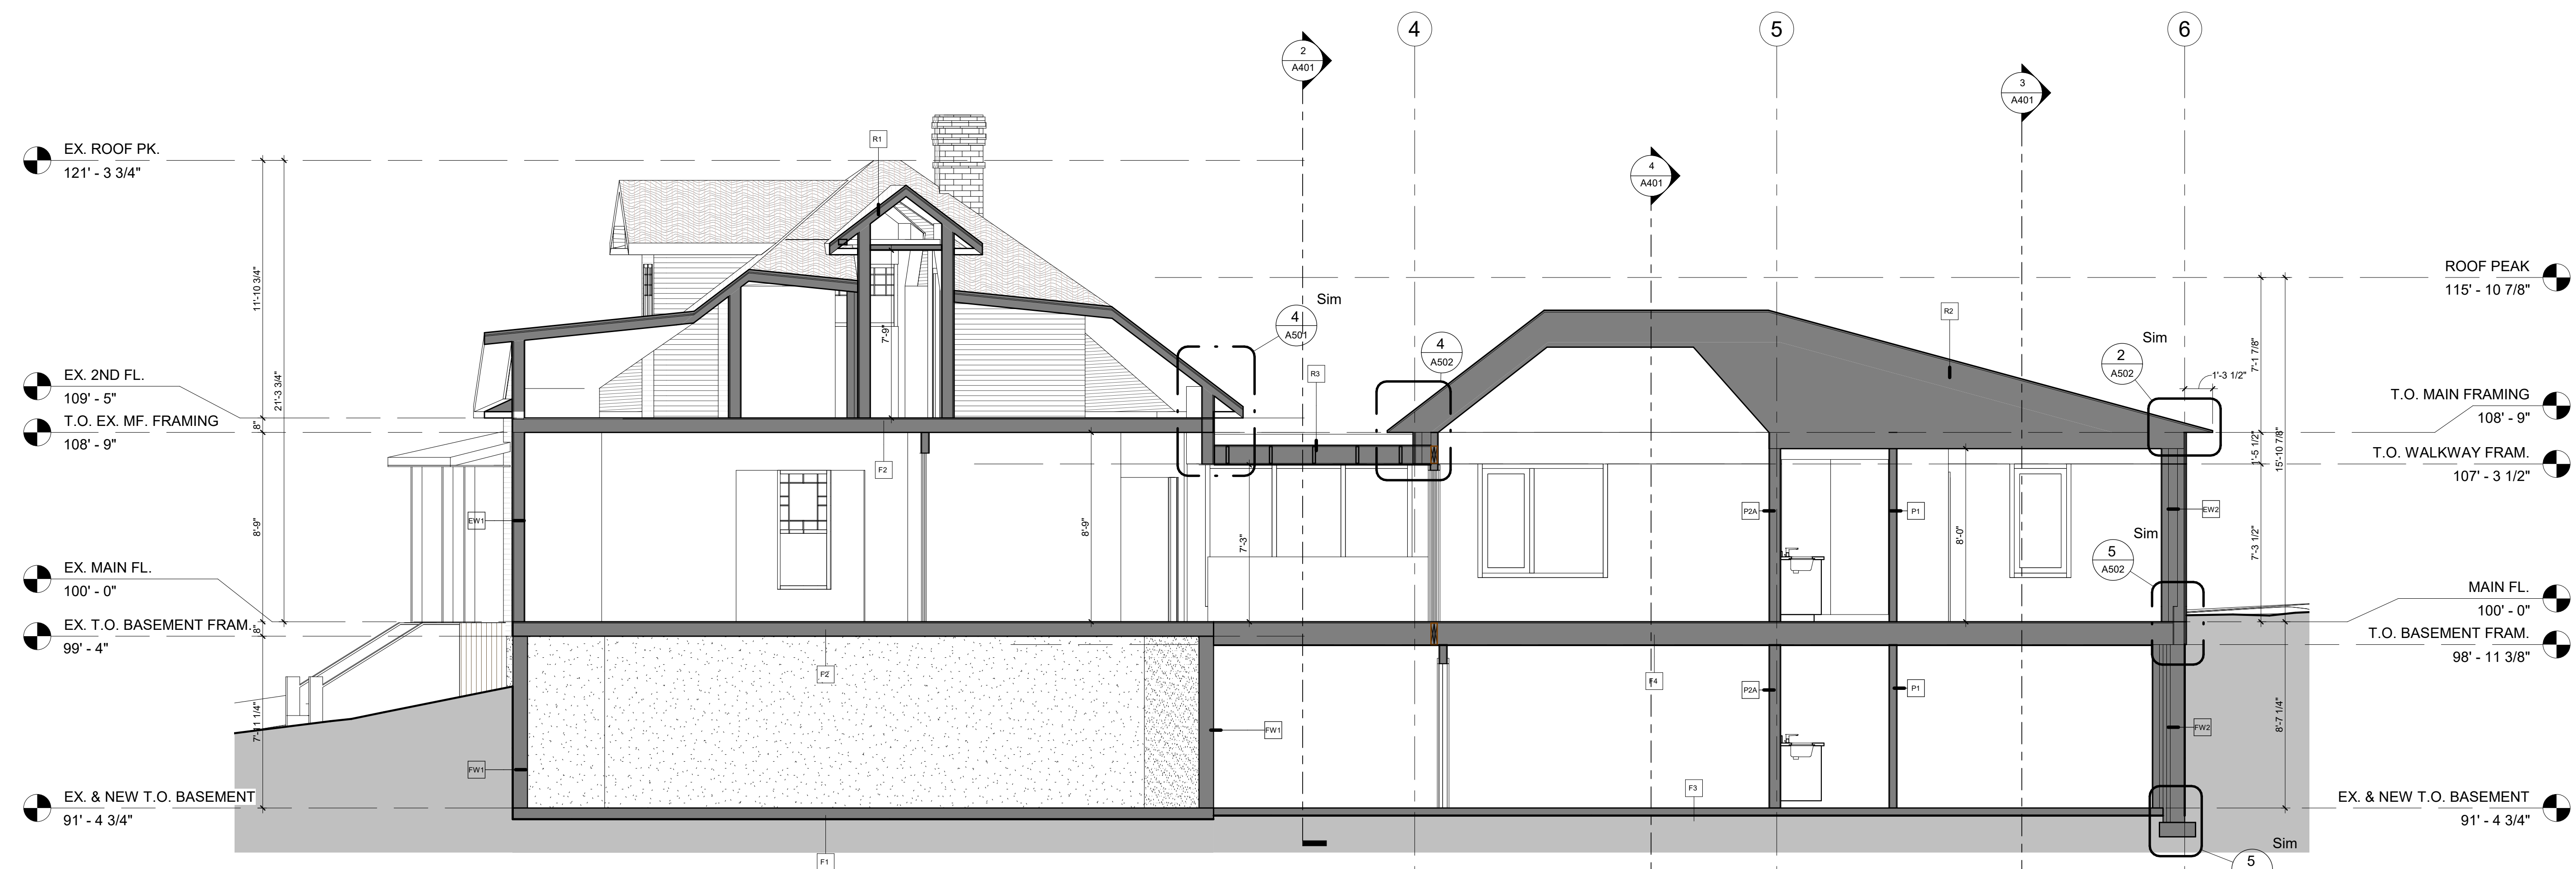 2
A401
4
5
6
3
A401
4
A401
EX. ROOF PK.
121' - 3 3/4"
R1
11'-10 3/4"
21'-3 3/4"
7'-9"
Sim
4
A501
4
A502
R3
R2
ROOF PEAK
115' - 10 7/8"
Sim
2
A502
1'-3 1/2"
7'-1 7/8"
EX. 2ND FL.
109' - 5"
T.O. EX. MF. FRAMING
108' - 9"
8"
F2
T.O. MAIN FRAMING
108' - 9"
1'-5 1/2"
15'-10 7/8"
T.O. WALKWAY FRAM.
107' - 3 1/2"
EW1
8'-9"
8'-9"
7'-3"
P2A
P1
8'-0"
EW2
Sim
5
A502
7'-3 1/2"
EX. MAIN FL.
100' - 0"
EX. T.O. BASEMENT FRAM.
99' - 4"
8"
MAIN FL.
100' - 0"
T.O. BASEMENT FRAM.
98' - 11 3/8"
F2
F4
P2A
P1
7'-11 1/4"
FW1
FW1
FW2
8'-7 1/4"
F3
EX. & NEW T.O. BASEMENT
91' - 4 3/4"
EX. & NEW T.O. BASEMENT
91' - 4 3/4"
F1
Sim
5